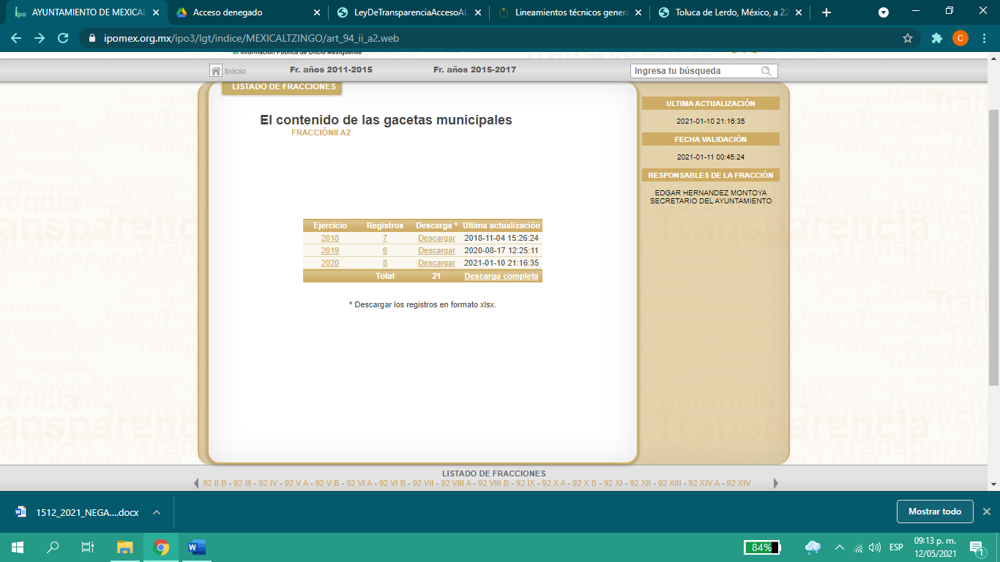 ipo AYUNTAMIENTO DE MEXICAL
Acceso denegado
LeyDeTransparenciaAccesoAL
Lineamientos técnicos genera
Toluca de Lerdo, México, a 22
ipomex.org.mx/ipo3/lgt/indice/MEXICALTZINGO/art_94_ii_a2.web
C
Información Pública de Oficio Mexiquense
Inicio
Fr. años 2011-2015
Fr. años 2015-2017
Ingresa tu búsqueda
LISTADO DE FRACCIONES
El contenido de las gacetas municipales
FRACCIÓNII A2
Ejercicio Registros Descarga * Ultima actualización
2018 7 Descargar 2018-11-04 15:26:24
2019 6 Descargar 2020-08-17 12:25:11
2020 8 Descargar 2021-01-10 21:16:35
Total 21 Descarga completa
* Descargar los registros en formato xlsx.
ULTIMA ACTUALIZACIÓN
2021-01-10 21:16:35
FECHA VALIDACIÓN
2021-01-11 00:45:24
RESPONSABLES DE LA FRACCIÓN
EDGAR HERNANDEZ MONTOYA
SECRETARIO DEL AYUNTAMIENTO
LISTADO DE FRACCIONES
92 II B - 92 III - 92 IV - 92 V A - 92 V B - 92 VI A - 92 VI B - 92 VII - 92 VIII A - 92 VIII B - 92 IX - 92 X A - 92 X B - 92 XI - 92 XII - 92 XIII - 92 XIV A - 92 XIV
1512_2021_NEGA....docx
Mostrar todo
84%
ESP
09:13 p. m.
12/05/2021
1